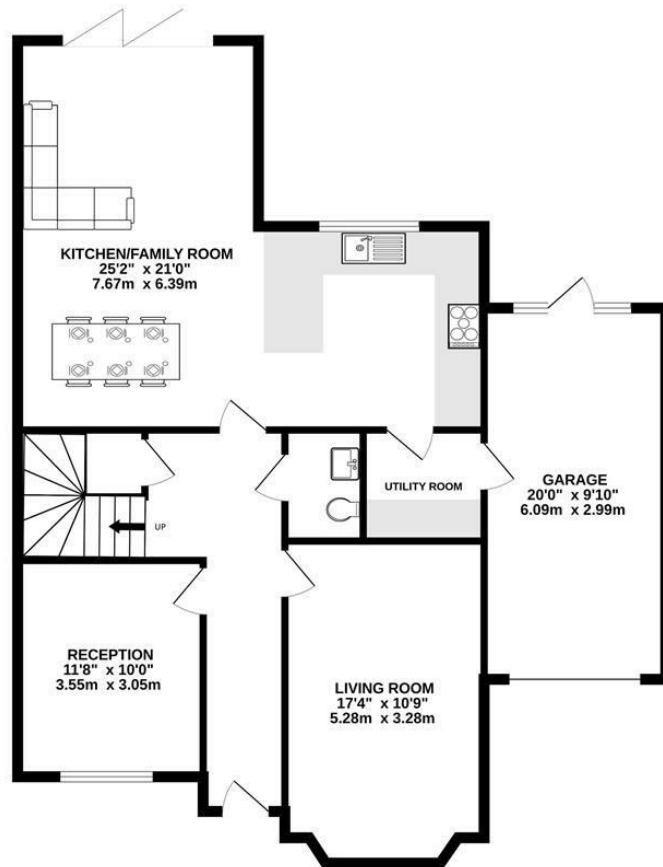 KITCHEN/FAMILY ROOM
25'2" x 21'0"
7.67m x 6.39m
UTILITY ROOM
GARAGE
20'0" x 9'10"
6.09m x 2.99m
UP
RECEPTION
11'8" x 10'0"
3.55m x 3.05m
LIVING ROOM
17'4" x 10'9"
5.28m x 3.28m